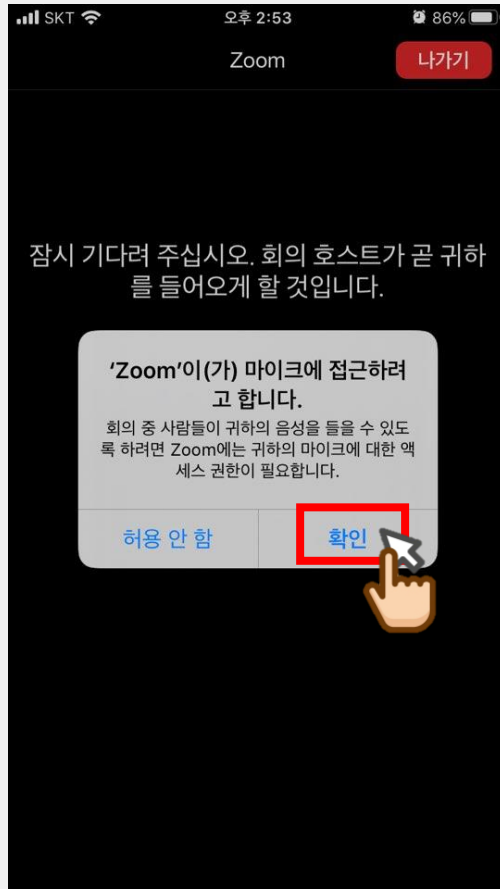 SKT 오후 2:53 86%
Zoom 나가기
잠시 기다려 주십시오. 회의 호스트가 곧 귀하
를 들어오게 할 것입니다.
‘Zoom’이(가) 마이크에 접근하려
고 합니다.
회의 중 사람들이 귀하의 음성을 들을 수 있도
록 하려면 Zoom에는 귀하의 마이크에 대한 액
세스 권한이 필요합니다.
허용 안 함 확인